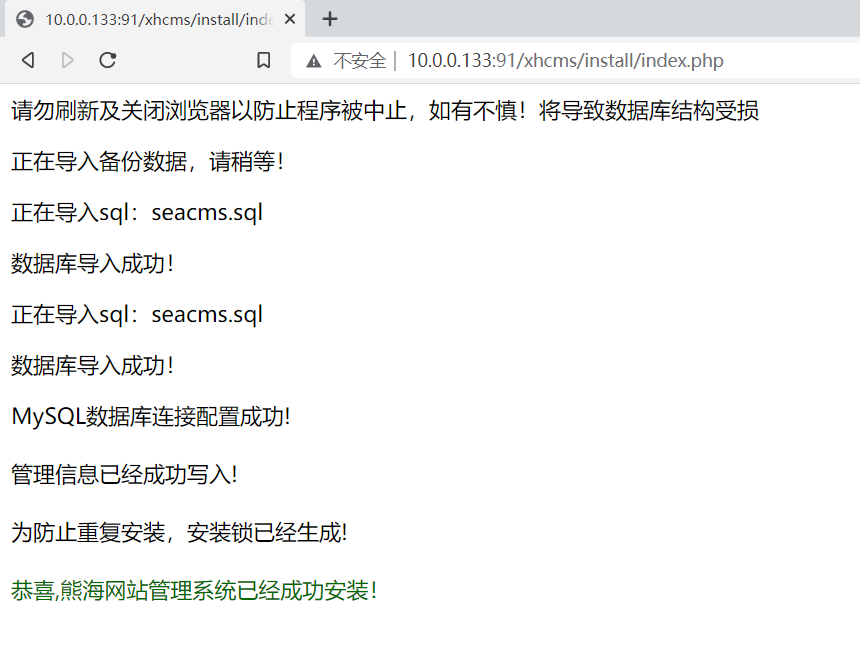 10.0.0.133:91/xhcms/install/inde
不安全 | 10.0.0.133:91/xhcms/install/index.php
请勿刷新及关闭浏览器以防止程序被中止，如有不慎！将导致数据库结构受损
正在导入备份数据，请稍等！
正在导入sql：seacms.sql
数据库导入成功！
正在导入sql：seacms.sql
数据库导入成功！
MySQL数据库连接配置成功!
管理信息已经成功写入!
为防止重复安装，安装锁已经生成!
恭喜,熊海网站管理系统已经成功安装！